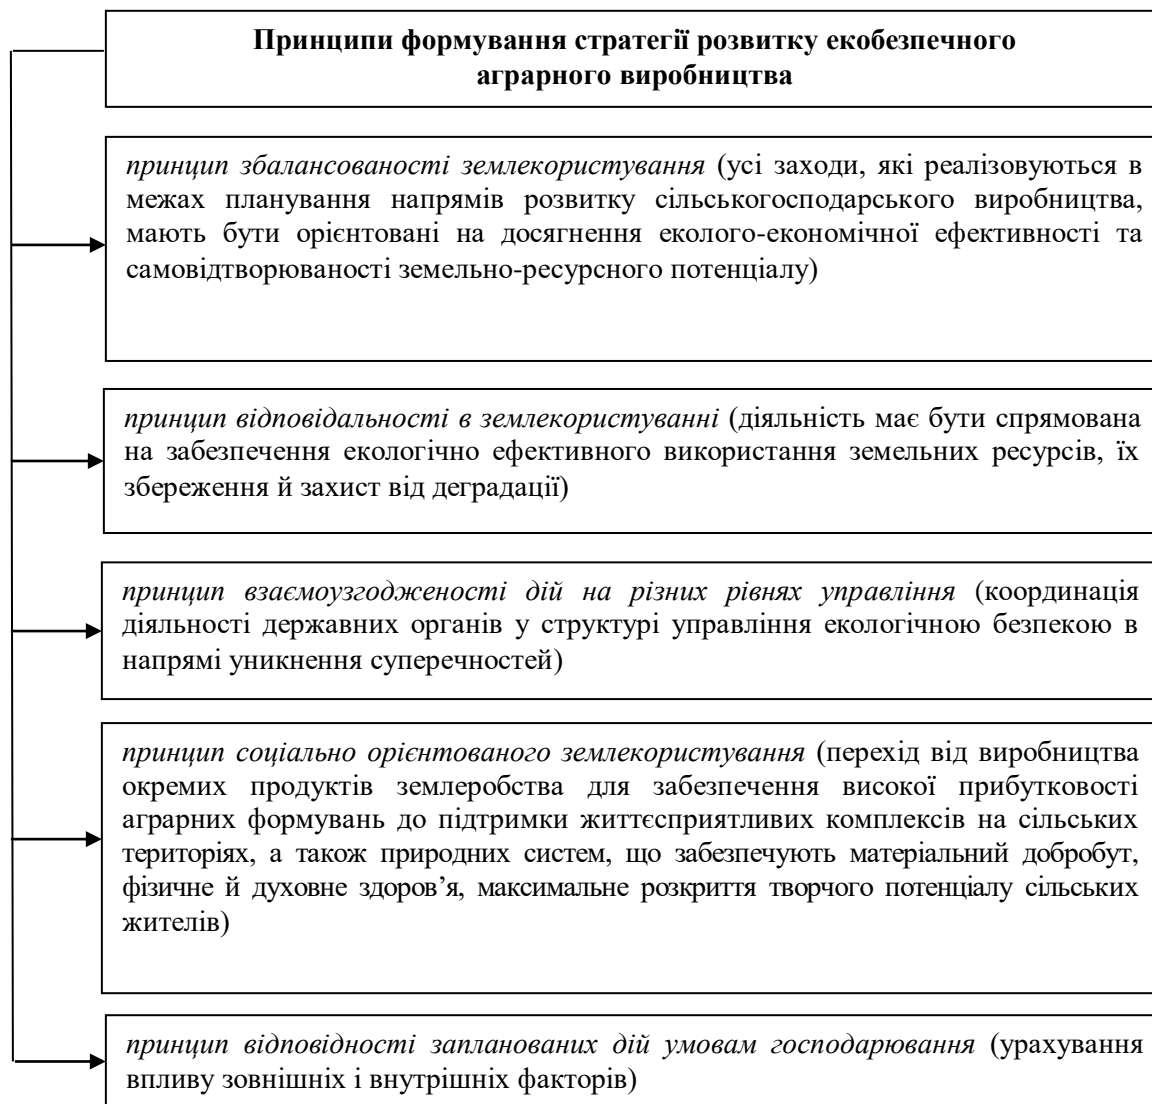 Принципи формування стратегії розвитку екобезпечного
аграрного виробництва
принцип збалансованості землекористування (усі заходи, які реалізовуються в
межах планування напрямів розвитку сільськогосподарського виробництва,
мають бути орієнтовані на досягнення еколого-економічної ефективності та
самовідтворюваності земельно-ресурсного потенціалу)
принцип відповідальності в землекористуванні (діяльність має бути спрямована
на забезпечення екологічно ефективного використання земельних ресурсів, їх
збереження й захист від деградації)
принцип взаємоузгодженості дій на різних рівнях управління (координація
діяльності державних органів у структурі управління екологічною безпекою в
напрямі уникнення суперечностей)
принцип соціально орієнтованого землекористування (перехід від виробництва
окремих продуктів землеробства для забезпечення високої прибутковості
аграрних формувань до підтримки життєсприятливих комплексів на сільських
територіях, а також природних систем, що забезпечують матеріальний добробут,
фізичне й духовне здоров’я, максимальне розкриття творчого потенціалу сільських
жителів)
принцип відповідності запланованих дій умовам господарювання (урахування
впливу зовнішніх і внутрішніх факторів)